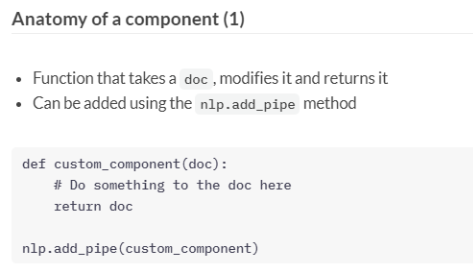 Anatomy of a component (1)
• Function that takes a doc, modifies it and returns it
• Can be added using the nlp.add_pipe method
def custom_component(doc):
    # Do something to the doc here
    return doc
nlp.add_pipe(custom_component)